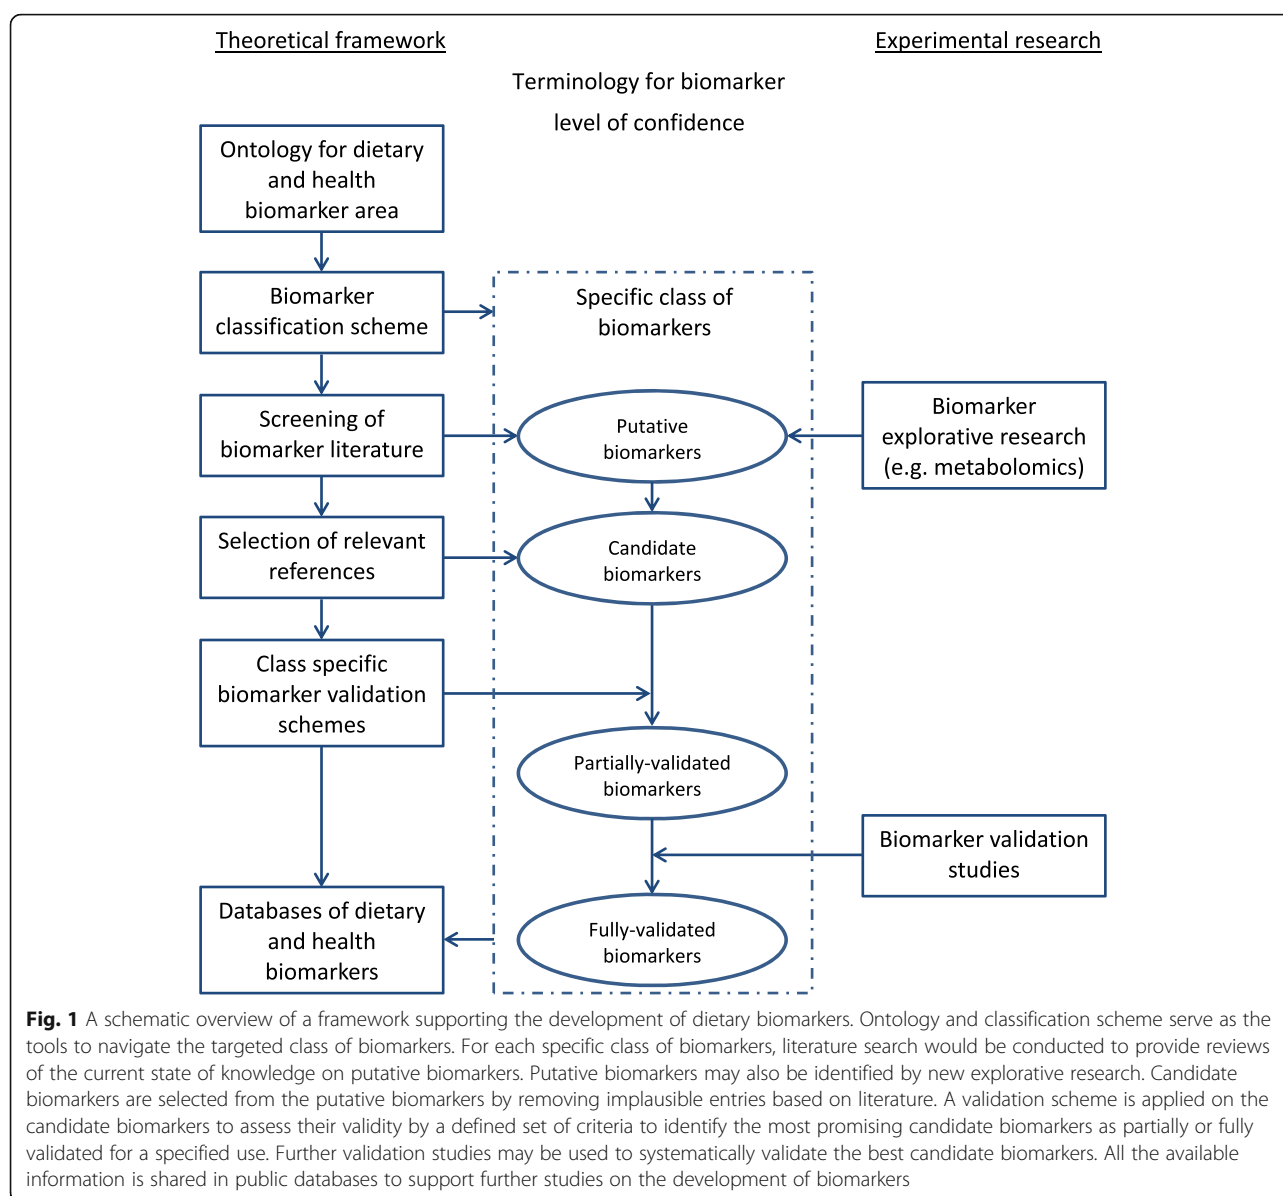 Theoretical framework
Experimental research
Terminology for biomarker
level of confidence
Ontology for dietary
and health
biomarker area
Biomarker
classification scheme
Specific class of
biomarkers
Screening of
biomarker literature
Putative
biomarkers
Biomarker
explorative research
(e.g. metabolomics)
Selection of relevant
references
Candidate
biomarkers
Class specific
biomarker validation
schemes
Partially-validated
biomarkers
Biomarker validation
studies
Databases of dietary
and health
biomarkers
Fully-validated
biomarkers
Fig. 1 A schematic overview of a framework supporting the development of dietary biomarkers. Ontology and classification scheme serve as the
tools to navigate the targeted class of biomarkers. For each specific class of biomarkers, literature search would be conducted to provide reviews
of the current state of knowledge on putative biomarkers. Putative biomarkers may also be identified by new explorative research. Candidate
biomarkers are selected from the putative biomarkers by removing implausible entries based on literature. A validation scheme is applied on the
candidate biomarkers to assess their validity by a defined set of criteria to identify the most promising candidate biomarkers as partially or fully
validated for a specified use. Further validation studies may be used to systematically validate the best candidate biomarkers. All the available
information is shared in public databases to support further studies on the development of biomarkers